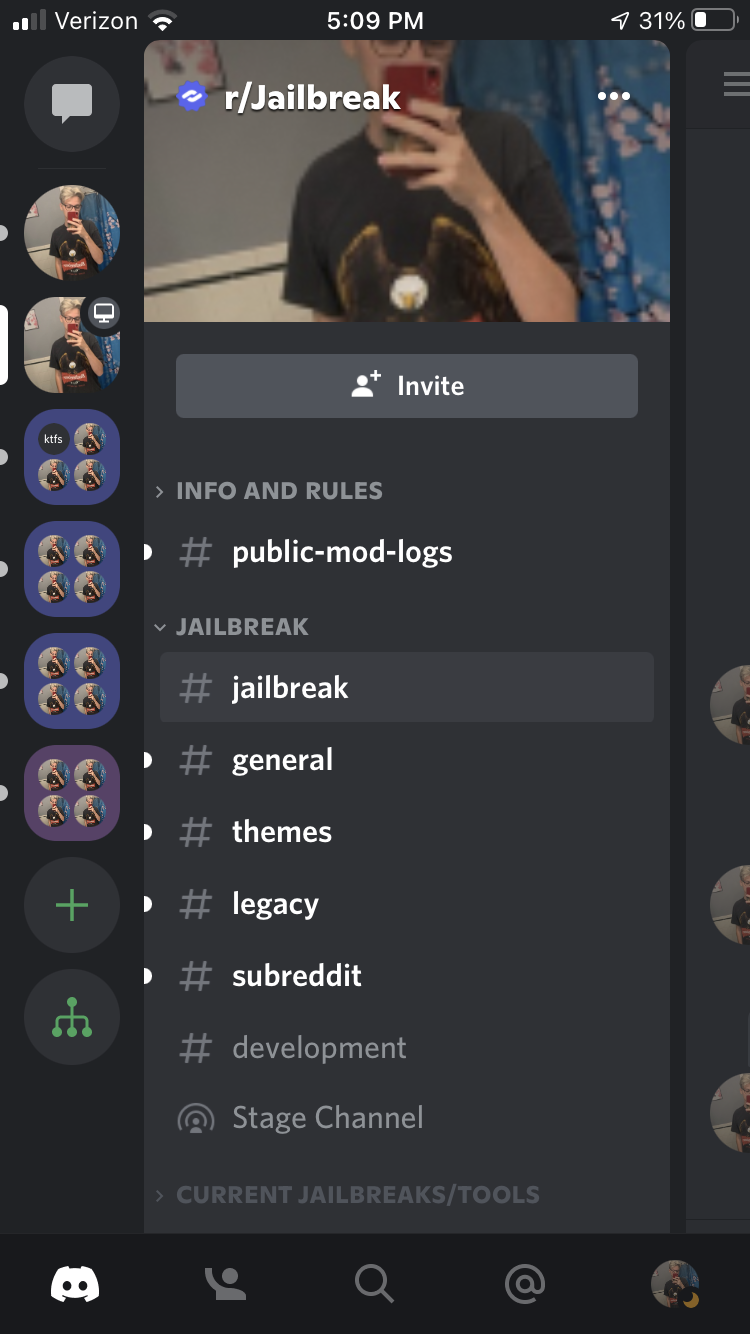 Verizon 5:09 PM 31%
r/Jailbreak
Invite
ktfs
INFO AND RULES
# public-mod-logs
JAILBREAK
# jailbreak
# general
# themes
# legacy
# subreddit
# development
Stage Channel
CURRENT JAILBREAKS/TOOLS
@